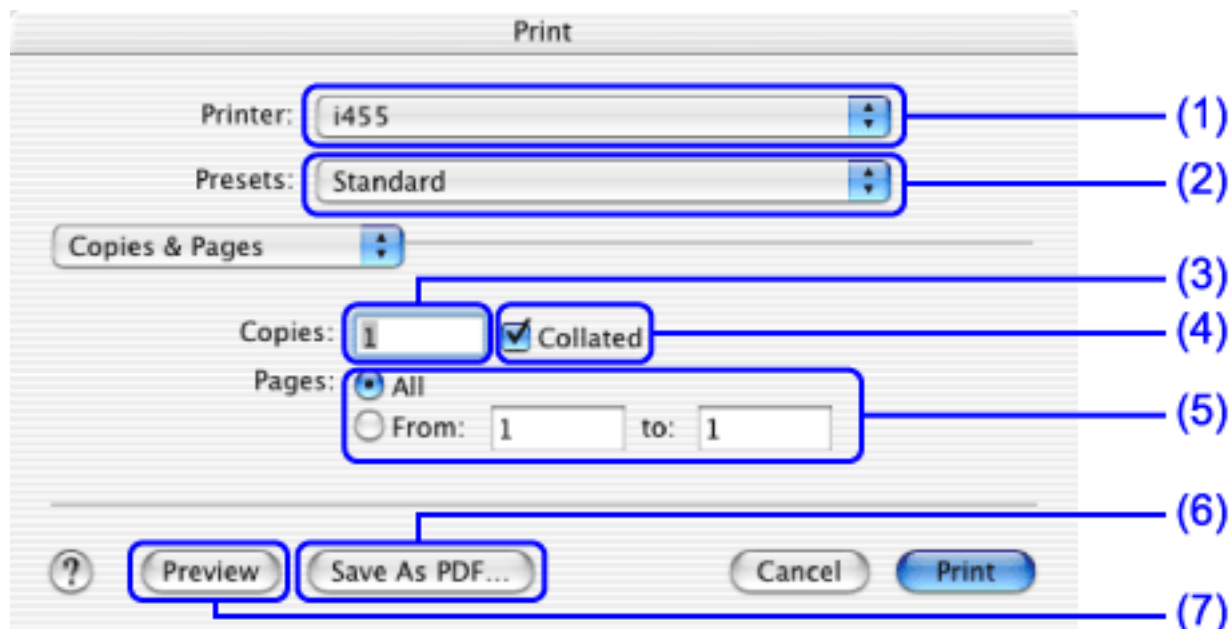 Print
Printer: i455 (1)
Presets: Standard (2)
Copies & Pages
(3)
Copies: 1 Collated (4)
Pages: All
From: 1 to: 1 (5)
(6)
? Preview Save As PDF... Cancel Print
(7)